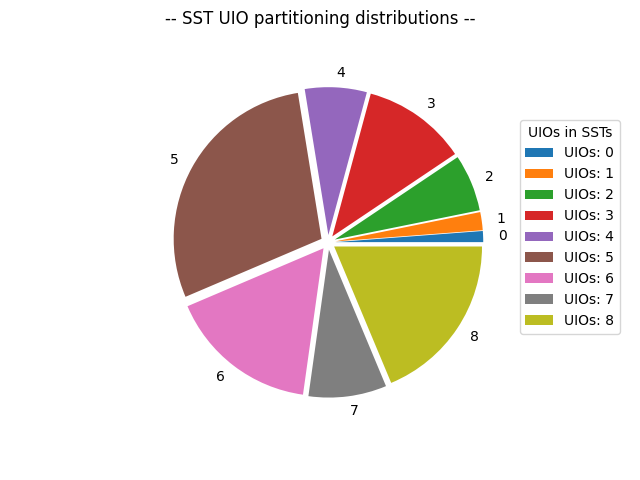 -- SST UIO partitioning distributions --
4
3
5
2
1
0
6
7
8
UIOs in SSTs
UIOs: 0
UIOs: 1
UIOs: 2
UIOs: 3
UIOs: 4
UIOs: 5
UIOs: 6
UIOs: 7
UIOs: 8